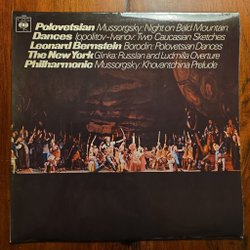 CBS
Polovetsian Mussorgsky: Night on Bald Mountain
Dances Ippolitov-Ivanov: Two Caucasian Sketches
Leonard Bernstein Borodin: Polovetsian Dances
The New York Glinka: Russlan and Ludmilla Overture
Philharmonic Mussorgsky: Khovantchina Prelude